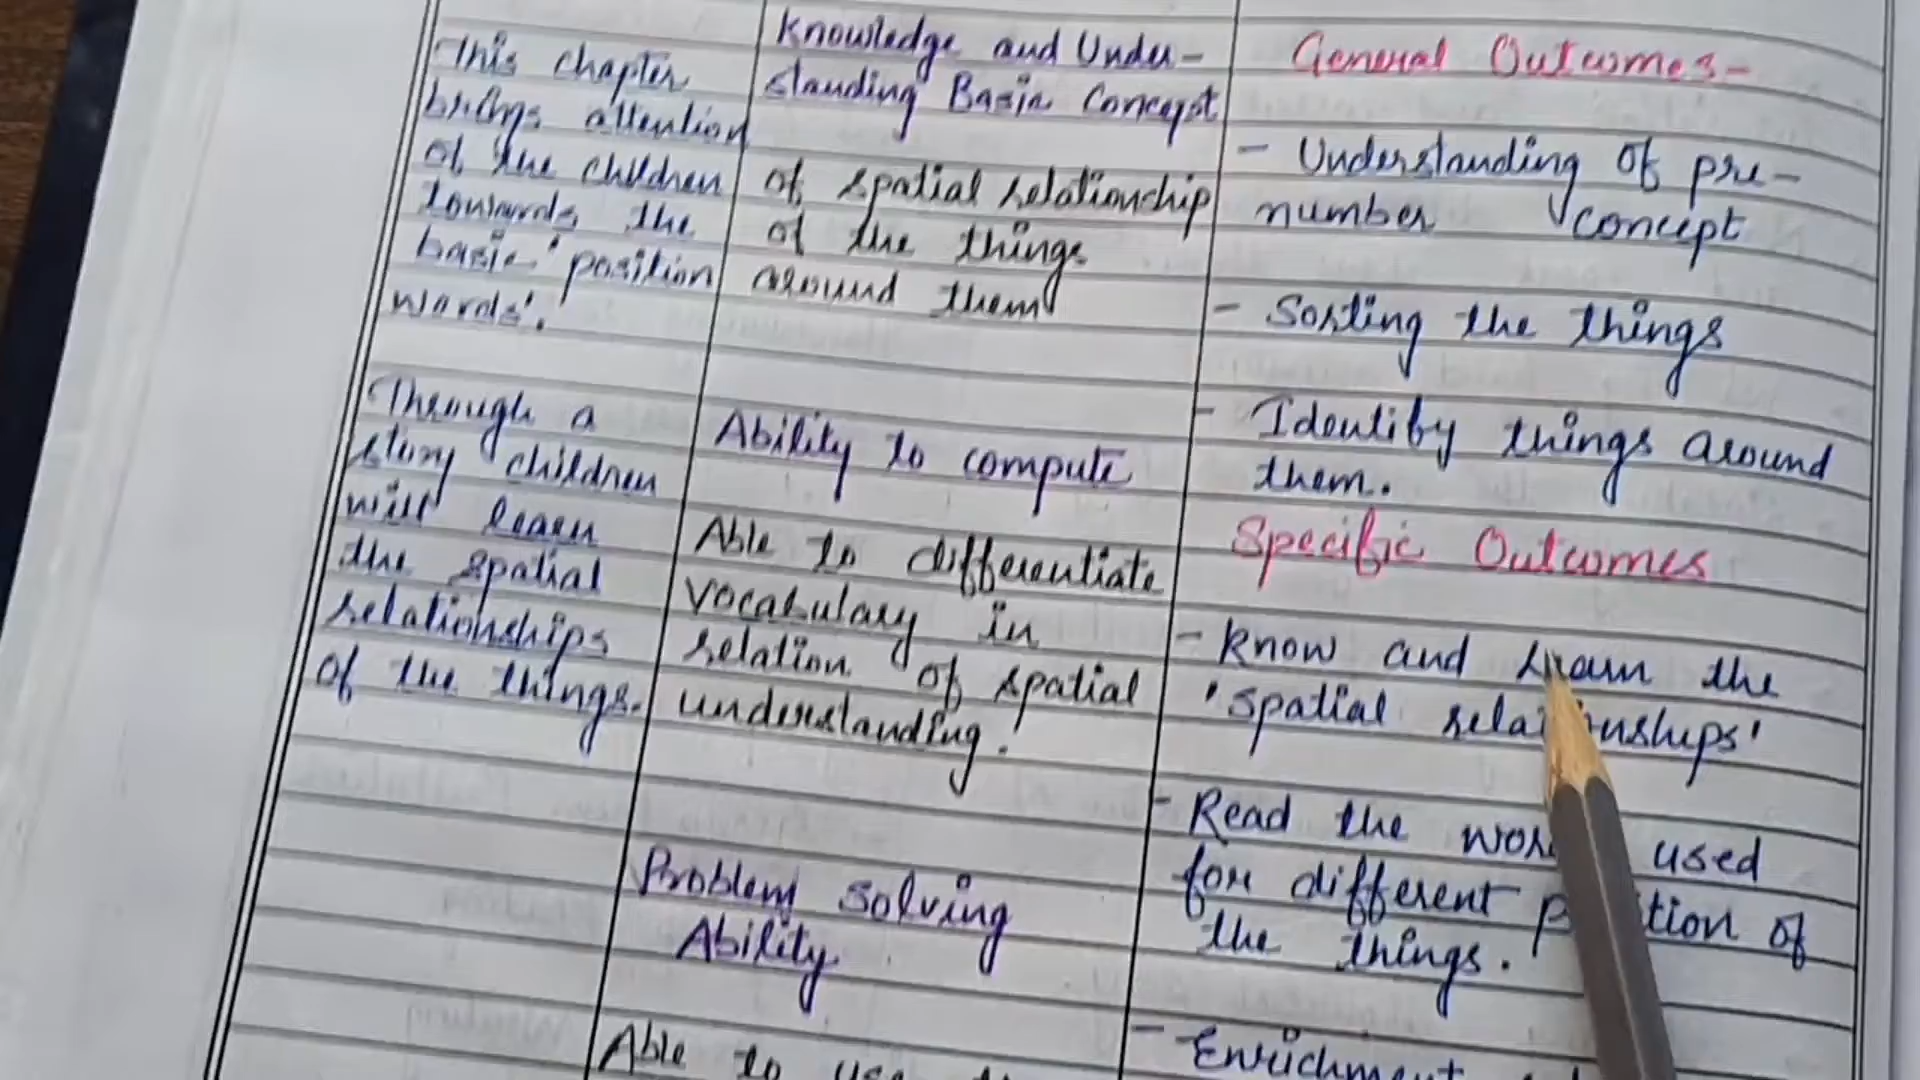 This chapter
brings attention
of the children
towards the
basic 'position
words'.
Through a
story children
will learn
the spatial
relationships
of the things.
Knowledge and Under-
standing Basic Concept
of spatial relationship
of the things
around them
Ability to compute
Able to differentiate
vocabulary in
relation of spatial
understanding.
Problem Solving
Ability
Able to use
General Outcomes-
- Understanding of pre-
number concept
- Sorting the things
- Identify things around
them.
Specific Outcomes
- know and learn the
'spatial relationships'
- Read the used
for different position of
the things.
- Enrichment